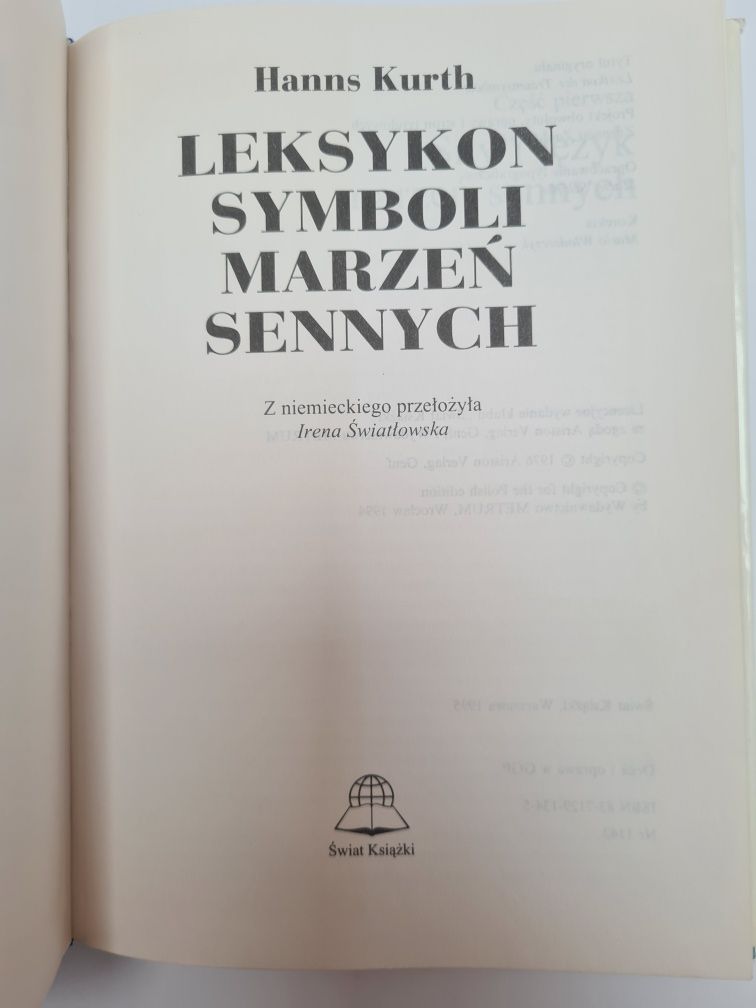 Hanns Kurth
LEKSYKON
SYMBOLI
MARZEŃ
SENNYCH
Z niemieckiego przełożyła
Irena Światłowska
Świat Książki